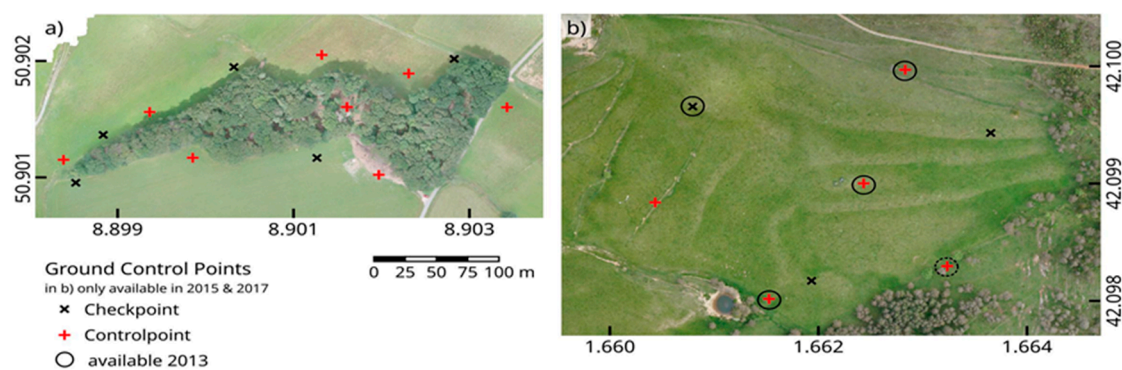 a)
50.902
50.901
8.899
8.901
8.903
0 25 50 75 100 m
Ground Control Points
in b) only available in 2015 & 2017
Checkpoint
Controlpoint
available 2013
b)
42.100
42.099
42.098
1.660
1.662
1.664